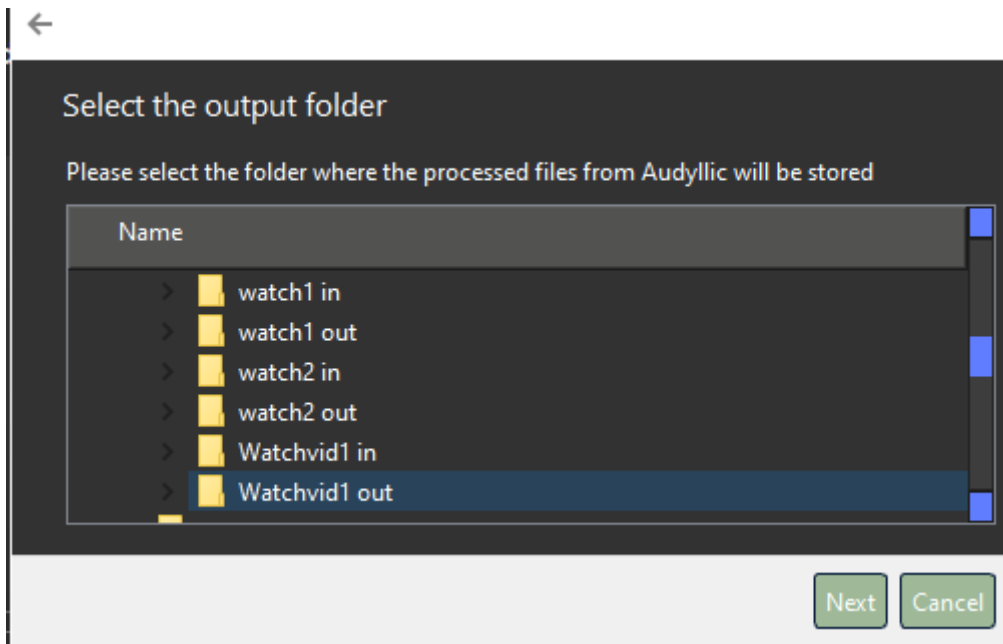 Select the output folder
Please select the folder where the processed files from Audyllic will be stored
Name
watch1 in
watch1 out
watch2 in
watch2 out
Watchvid1 in
Watchvid1 out
Next Cancel